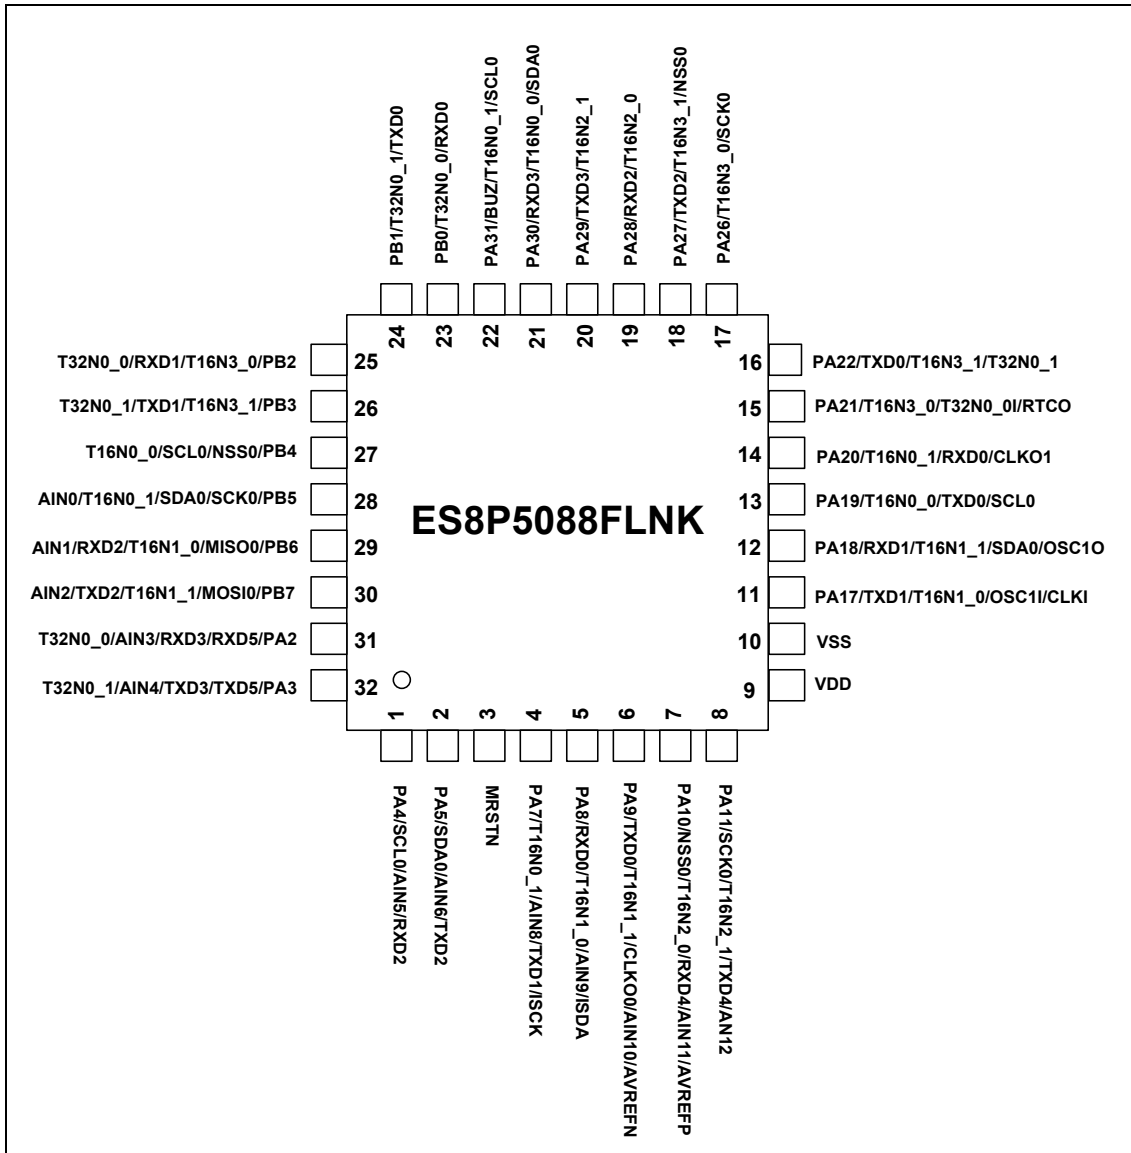 PB1/T32N0_1/TXD0
PB0/T32N0_0/RXD0
PA31/BUZ/T16N0_1/SCL0
PA30/RXD3/T16N0_0/SDA0
PA29/TXD3/T16N2_1
PA28/RXD2/T16N2_0
PA27/TXD2/T16N3_1/NSS0
PA26/T16N3_0/SCK0
24
23
22
21
20
19
18
17
T32N0_0/RXD1/T16N3_0/PB2
25
16
PA22/TXD0/T16N3_1/T32N0_1
T32N0_1/TXD1/T16N3_1/PB3
26
15
PA21/T16N3_0/T32N0_0I/RTCO
T16N0_0/SCL0/NSS0/PB4
27
14
PA20/T16N0_1/RXD0/CLKO1
AIN0/T16N0_1/SDA0/SCK0/PB5
28
13
PA19/T16N0_0/TXD0/SCL0
ES8P5088FLNK
AIN1/RXD2/T16N1_0/MISO0/PB6
29
12
PA18/RXD1/T16N1_1/SDA0/OSC1O
AIN2/TXD2/T16N1_1/MOSI0/PB7
30
11
PA17/TXD1/T16N1_0/OSC1I/CLKI
T32N0_0/AIN3/RXD3/RXD5/PA2
31
10
VSS
T32N0_1/AIN4/TXD3/TXD5/PA3
32
9
VDD
1
2
3
4
5
6
7
8
PA4/SCL0/AIN5/RXD2
PA5/SDA0/AIN6/TXD2
MRSTN
PA7/T16N0_1/AIN8/TXD1/ISCK
PA8/RXD0/T16N1_0/AIN9/ISDA
PA9/TXD0/T16N1_1/CLKO0/AIN10/AVREFN
PA10/NSS0/T16N2_0/RXD4/AIN11/AVREFP
PA11/SCK0/T16N2_1/TXD4/AN12